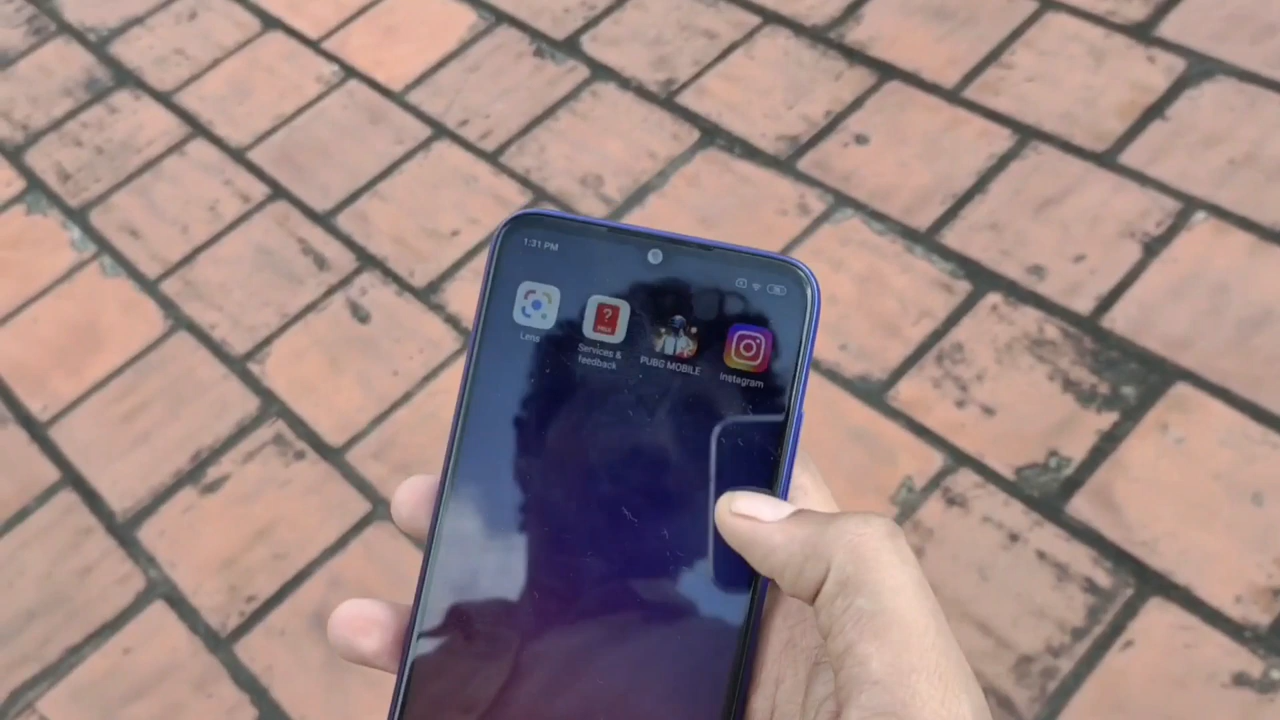 1:31 PM
Lens
?
Services &
feedback
PUBG MOBILE
Instagram